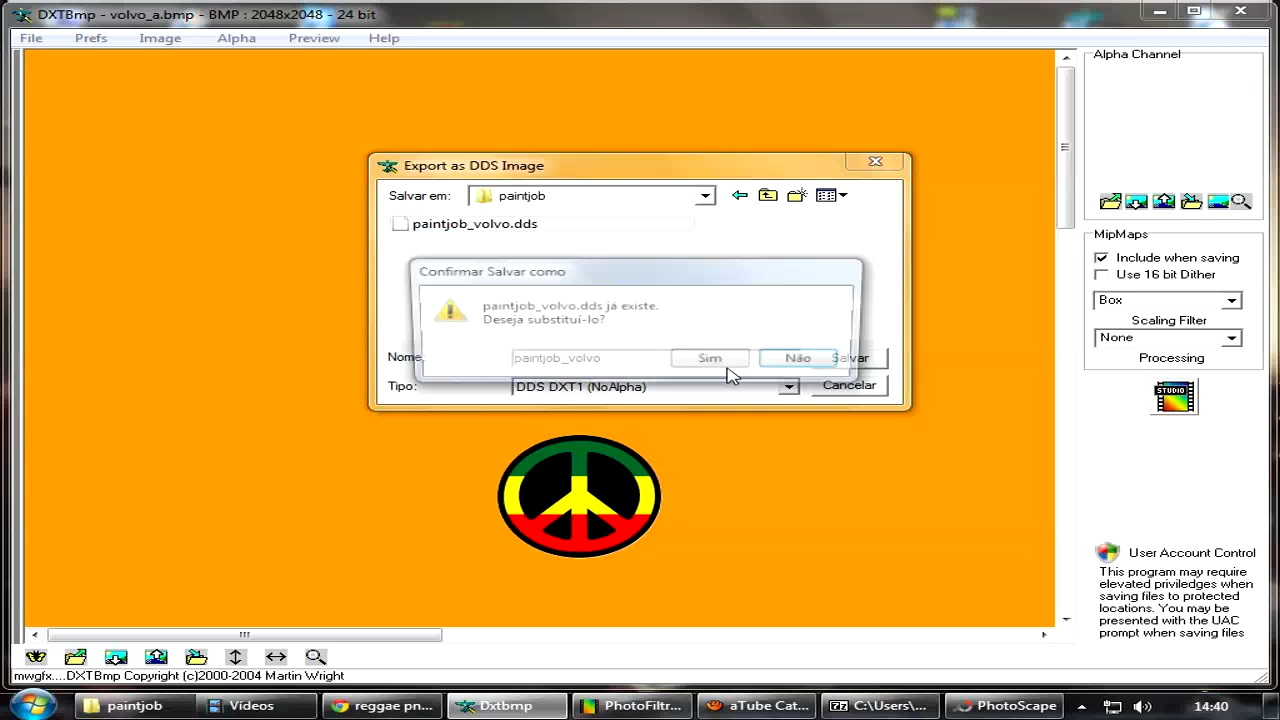 DXTBmp - volvo_a.bmp - BMP : 2048x2048 - 24 bit
File Prefs Image Alpha Preview Help
Alpha Channel
Export as DDS Image
Salvar em: paintjob
paintjob_volvo.dds
Confirmar Salvar como
paintjob_volvo.dds já existe.
Deseja substituí-lo?
Sim Não
Nome paintjob_volvo Salvar
Tipo: DDS DXT1 (NoAlpha) Cancelar
MipMaps
Include when saving
Use 16 bit Dither
Box
Scaling Filter
None
Processing
STUDIO
User Account Control
This program may require
elevated priviledges when
saving files to protected
locations. You may be
presented with the UAC
prompt when saving files
mwgfx....DXTBmp Copyright (c)2000-2004 Martin Wright
paintjob Vídeos reggae pn... Dxtbmp PhotoFiltr... aTube Cat... C:\Users\... PhotoScape 14:40